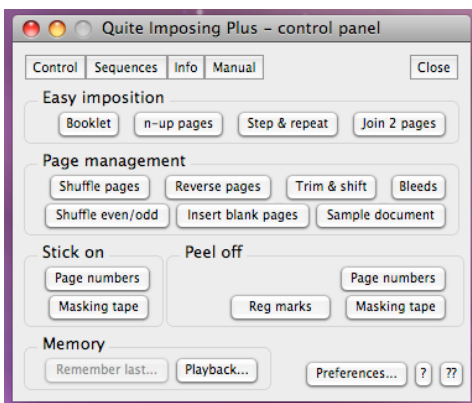 Quite Imposing Plus - control panel
Control Sequences Info Manual Close
Easy imposition
Booklet n-up pages Step & repeat Join 2 pages
Page management
Shuffle pages Reverse pages Trim & shift Bleeds
Shuffle even/odd Insert blank pages Sample document
Stick on Peel off
Page numbers Page numbers
Masking tape Reg marks Masking tape
Memory
Remember last... Playback... Preferences... ? ??